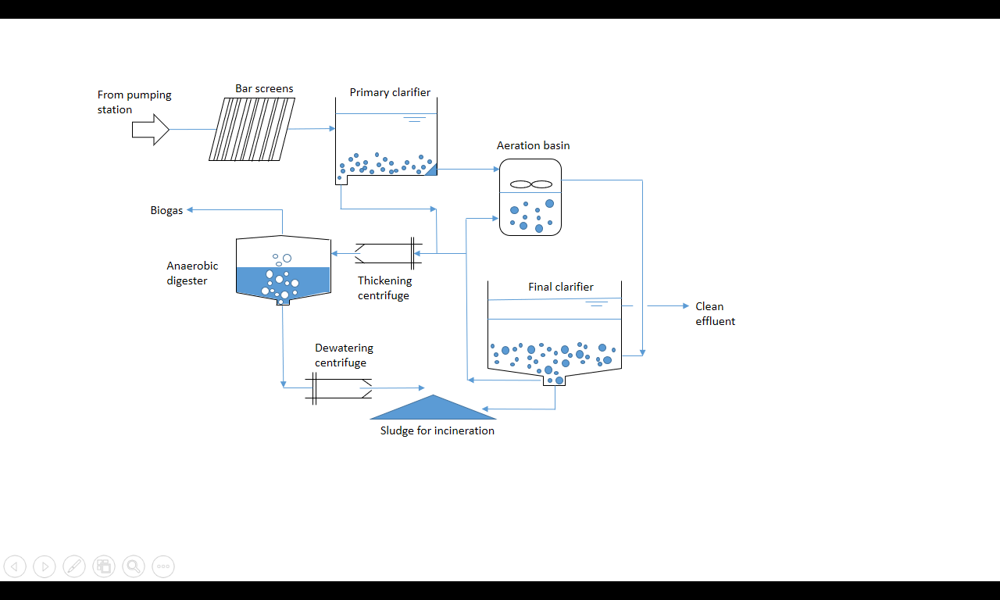 Bar screens
From pumping
station
Primary clarifier
Aeration basin
Biogas
Anaerobic
digester
Thickening
centrifuge
Final clarifier
Clean
effluent
Dewatering
centrifuge
Sludge for incineration